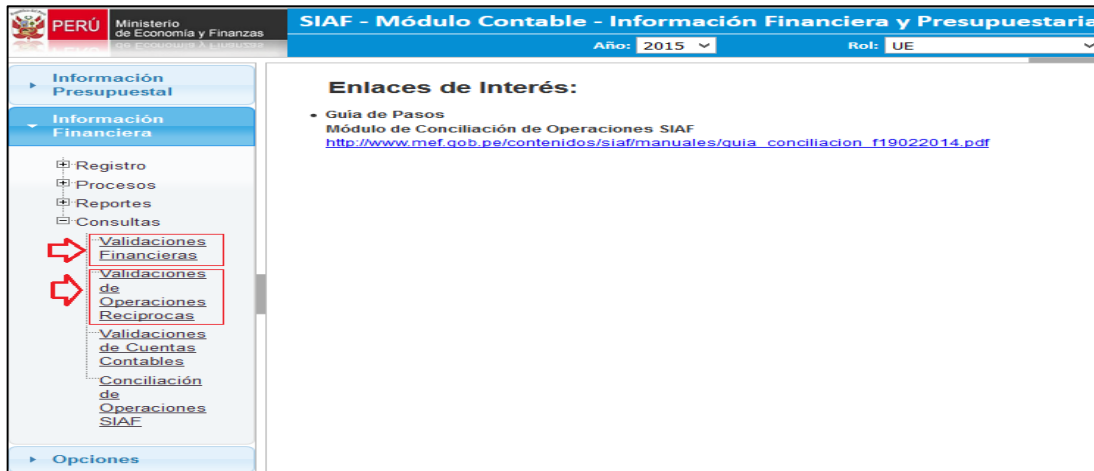 PERÚ
Ministerio
de Economía y Finanzas
SIAF - Módulo Contable - Información Financiera y Presupuestaria
Año: 2015
Rol: UE
Información
Presupuestal
Información
Financiera
Registro
Procesos
Reportes
Consultas
Validaciones
Financieras
Validaciones
de
Operaciones
Reciprocas
Validaciones
de Cuentas
Contables
Conciliación
de
Operaciones
SIAF
Opciones
Enlaces de Interés:
• Guía de Pasos
Módulo de Conciliación de Operaciones SIAF
http://www.mef.gob.pe/contenidos/siaf/manuales/guia_conciliacion_f19022014.pdf